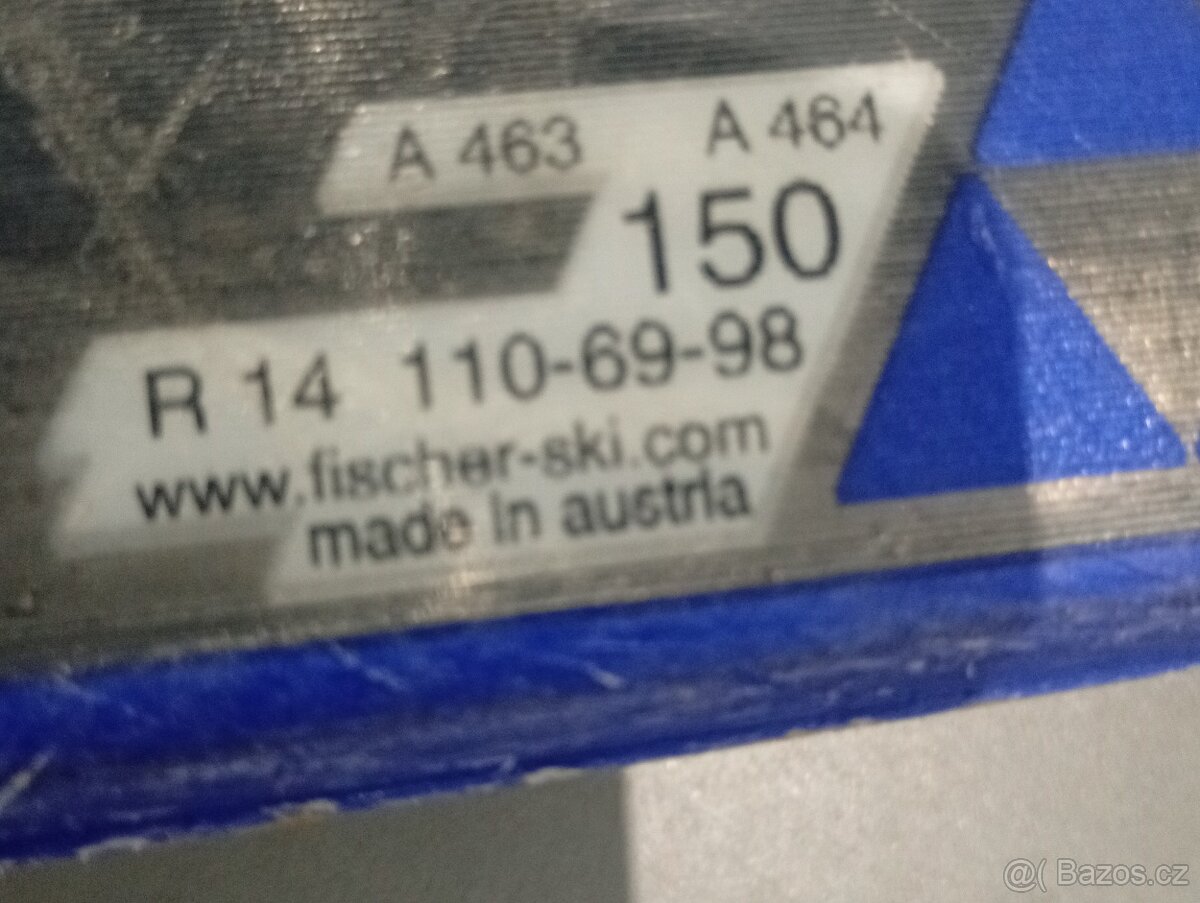 A 463 A 464
150
R 14 110-69-98
www.fischer-ski.com
made in austria
@( Bazos.cz